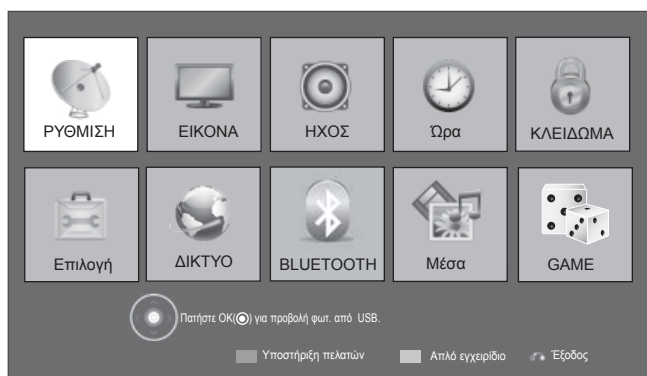 ΡΥΘΜΙΣΗ ΕΙΚΟΝΑ ΗΧΟΣ Ώρα ΚΛΕΙΔΩΜΑ
Επιλογή ΔΙΚΤΥΟ BLUETOOTH Μέσα GAME
Πατήστε OK(◉) για προβολή φωτ. από USB.
Υποστήριξη πελατών Απλό εγχειρίδιο Έξοδος